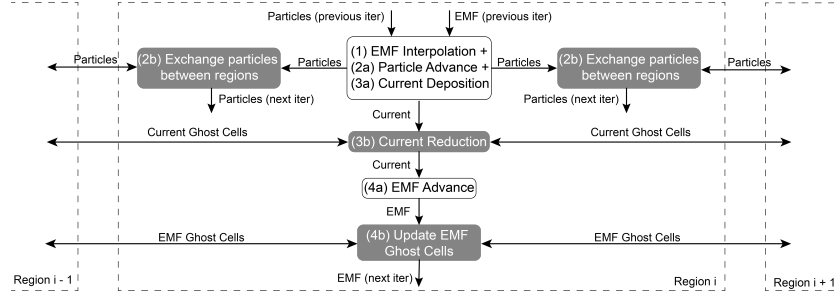 Particles (previous iter)
EMF (previous iter)
Particles
(2b) Exchange particles
between regions
Particles
(1) EMF Interpolation +
(2a) Particle Advance +
(3a) Current Deposition
Particles
(2b) Exchange particles
between regions
Particles
Particles (next iter)
Particles (next iter)
Current
Current Ghost Cells
(3b) Current Reduction
Current Ghost Cells
Current
(4a) EMF Advance
EMF
EMF Ghost Cells
(4b) Update EMF
Ghost Cells
EMF Ghost Cells
EMF (next iter)
Region i - 1
Region i
Region i + 1